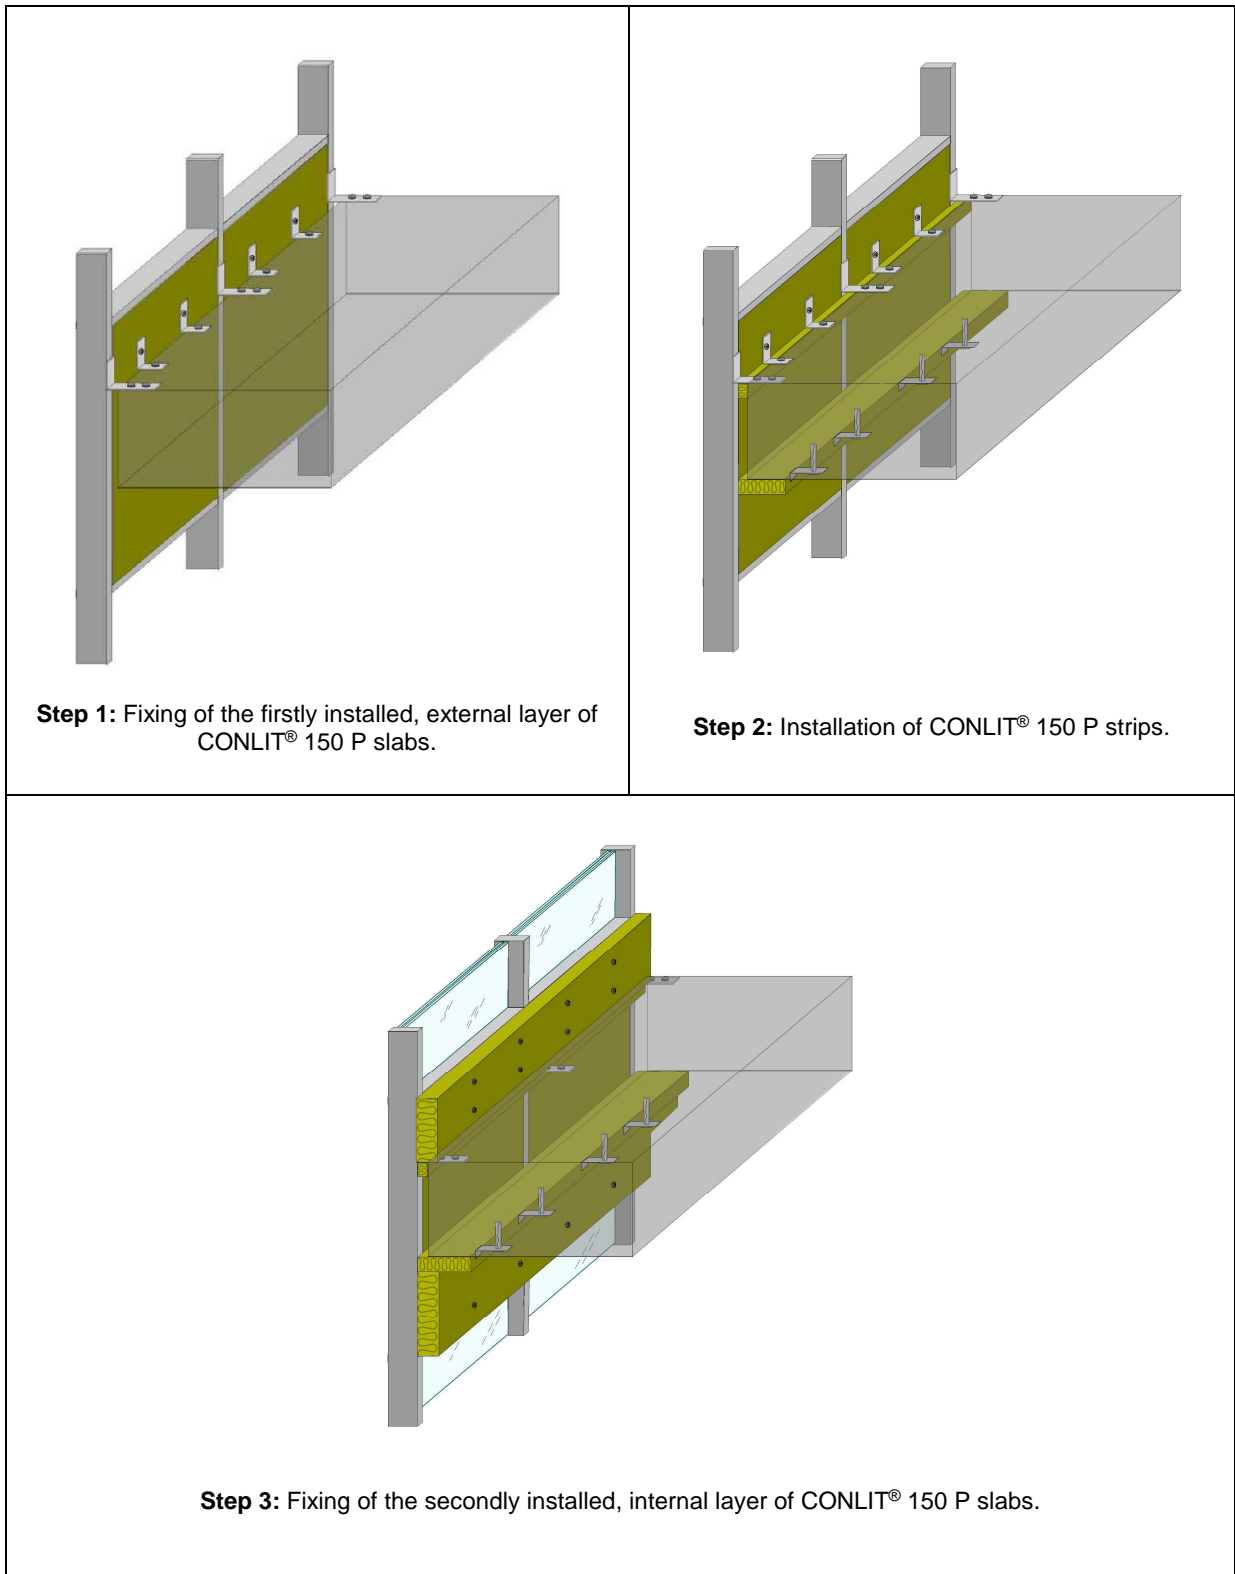 Step 1: Fixing of the firstly installed, external layer of
CONLIT® 150 P slabs.
Step 2: Installation of CONLIT® 150 P strips.
Step 3: Fixing of the secondly installed, internal layer of CONLIT® 150 P slabs.